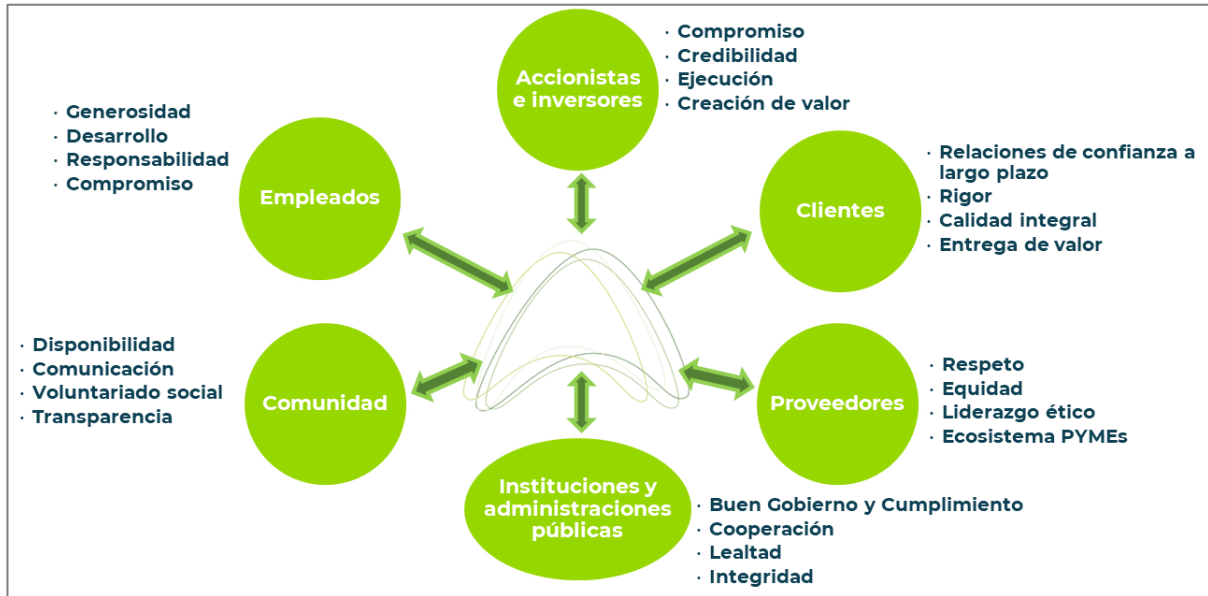 Accionistas
e inversores
· Compromiso
· Credibilidad
· Ejecución
· Creación de valor
· Generosidad
· Desarrollo
· Responsabilidad
· Compromiso
Empleados
Clientes
· Relaciones de confianza a
largo plazo
· Rigor
· Calidad integral
· Entrega de valor
· Disponibilidad
· Comunicación
· Voluntariado social
· Transparencia
Comunidad
Proveedores
· Respeto
· Equidad
· Liderazgo ético
· Ecosistema PYMEs
Instituciones y
administraciones
públicas
· Buen Gobierno y Cumplimiento
· Cooperación
· Lealtad
· Integridad